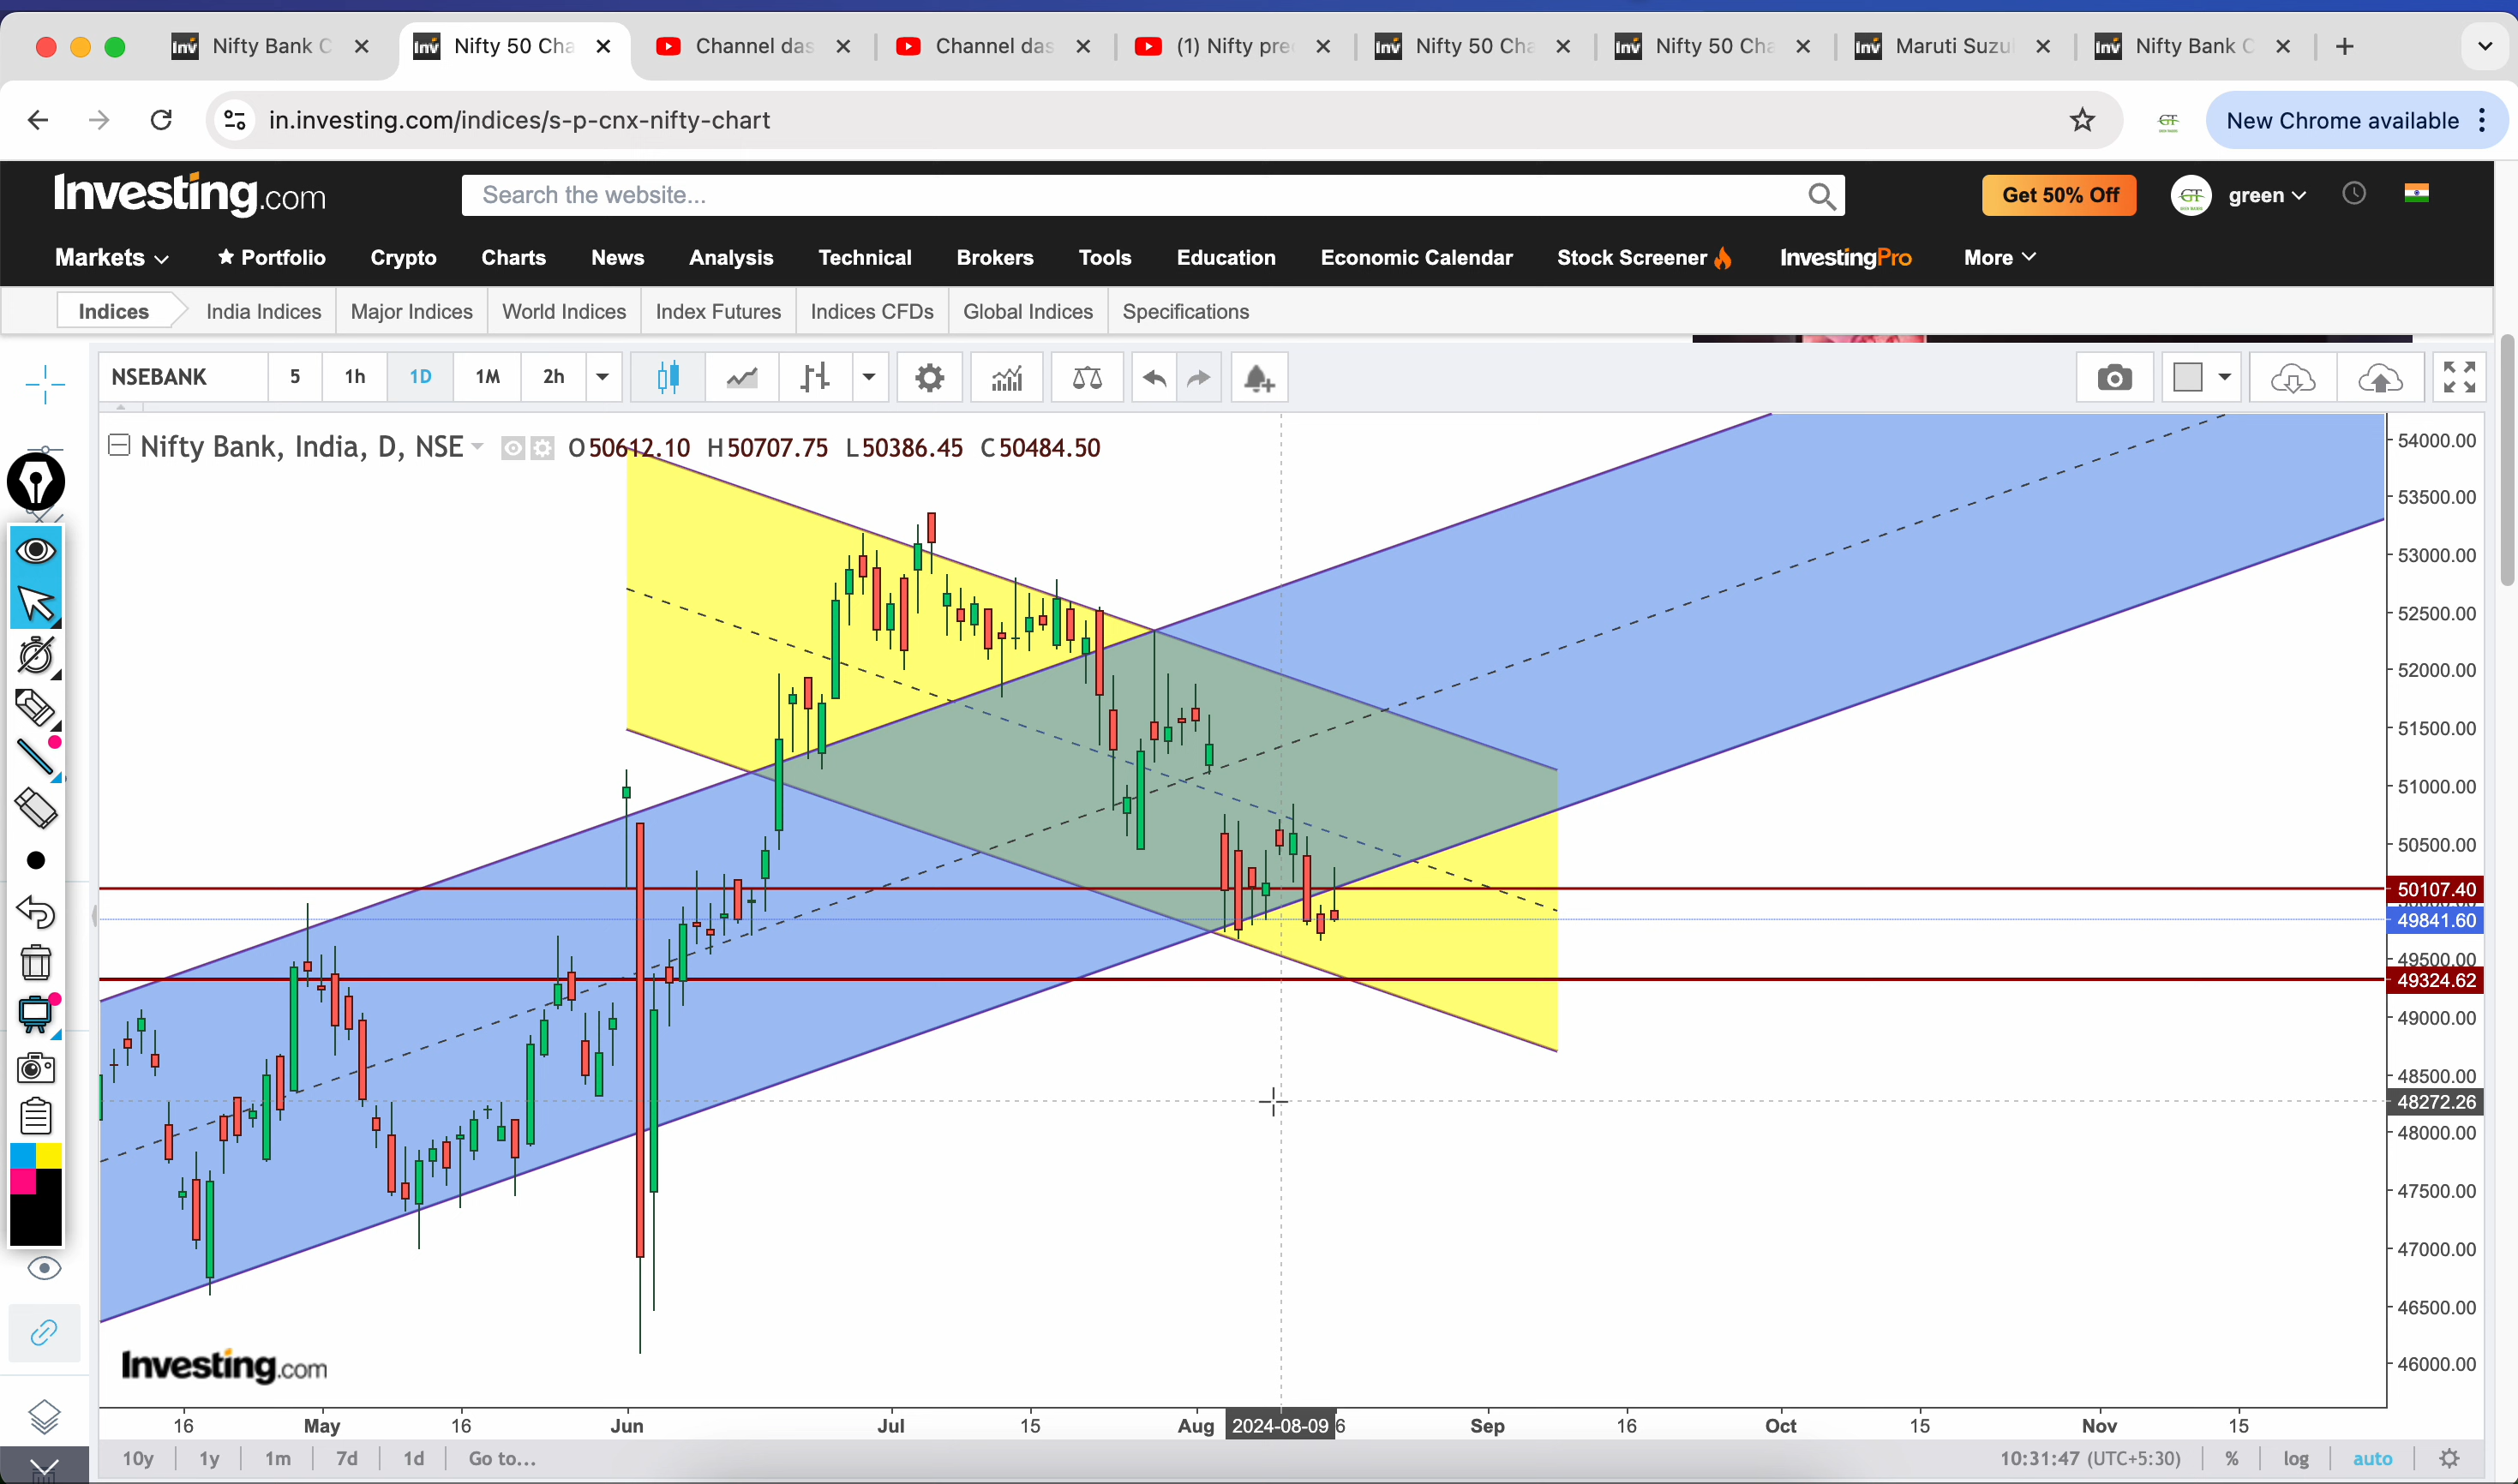 Nifty Bank C
Nifty 50 Cha
Channel das
Channel das
(1) Nifty pre
Nifty 50 Cha
Nifty 50 Cha
Maruti Suzu
Nifty Bank C
in.investing.com/indices/s-p-cnx-nifty-chart
New Chrome available
Investing.com
Search the website...
Get 50% Off
green
Markets
Portfolio
Crypto
Charts
News
Analysis
Technical
Brokers
Tools
Education
Economic Calendar
Stock Screener
InvestingPro
More
Indices
India Indices
Major Indices
World Indices
Index Futures
Indices CFDs
Global Indices
Specifications
NSEBANK
5
1h
1D
1M
2h
Nifty Bank, India, D, NSE
O50612.10 H50707.75 L50386.45 C50484.50
54000.00
53500.00
53000.00
52500.00
52000.00
51500.00
51000.00
50500.00
50107.40
49841.60
49500.00
49324.62
49000.00
48500.00
48272.26
48000.00
47500.00
47000.00
46500.00
46000.00
Investing.com
16 May 16 Jun Jul 15 Aug 2024-08-09 6 Sep 16 Oct 15 Nov 15
10y 1y 1m 7d 1d Go to...
10:31:47 (UTC+5:30) % log auto